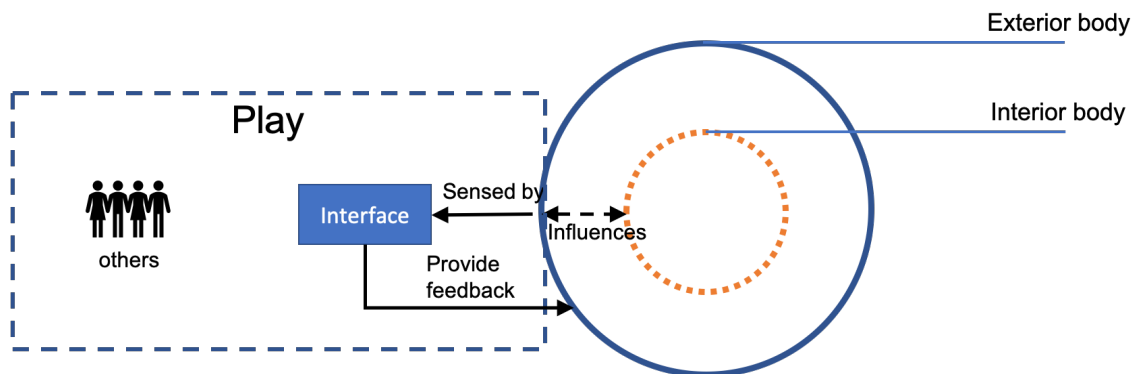 Exterior body
Play
Interior body
Sensed by
Interface
Influences
others
Provide
feedback